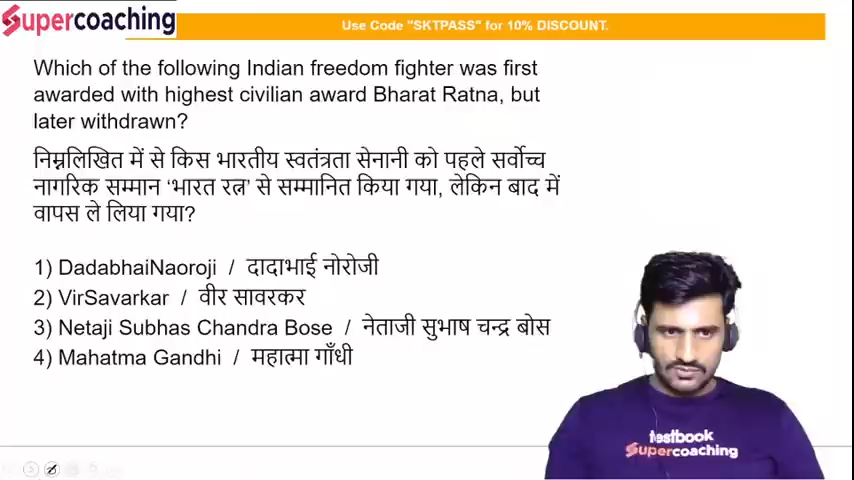 Supercoaching
Use Code "SKTPASS" for 10% DISCOUNT.
Which of the following Indian freedom fighter was first
awarded with highest civilian award Bharat Ratna, but
later withdrawn?
निम्नलिखित में से किस भारतीय स्वतंत्रता सेनानी को पहले सर्वोच्च
नागरिक सम्मान ‘भारत रत्न’ से सम्मानित किया गया, लेकिन बाद में
वापस ले लिया गया?
1) DadabhaiNaoroji / दादाभाई नोरोजी
2) VirSavarkar / वीर सावरकर
3) Netaji Subhas Chandra Bose / नेताजी सुभाष चन्द्र बोस
4) Mahatma Gandhi / महात्मा गाँधी
testbook
Supercoaching